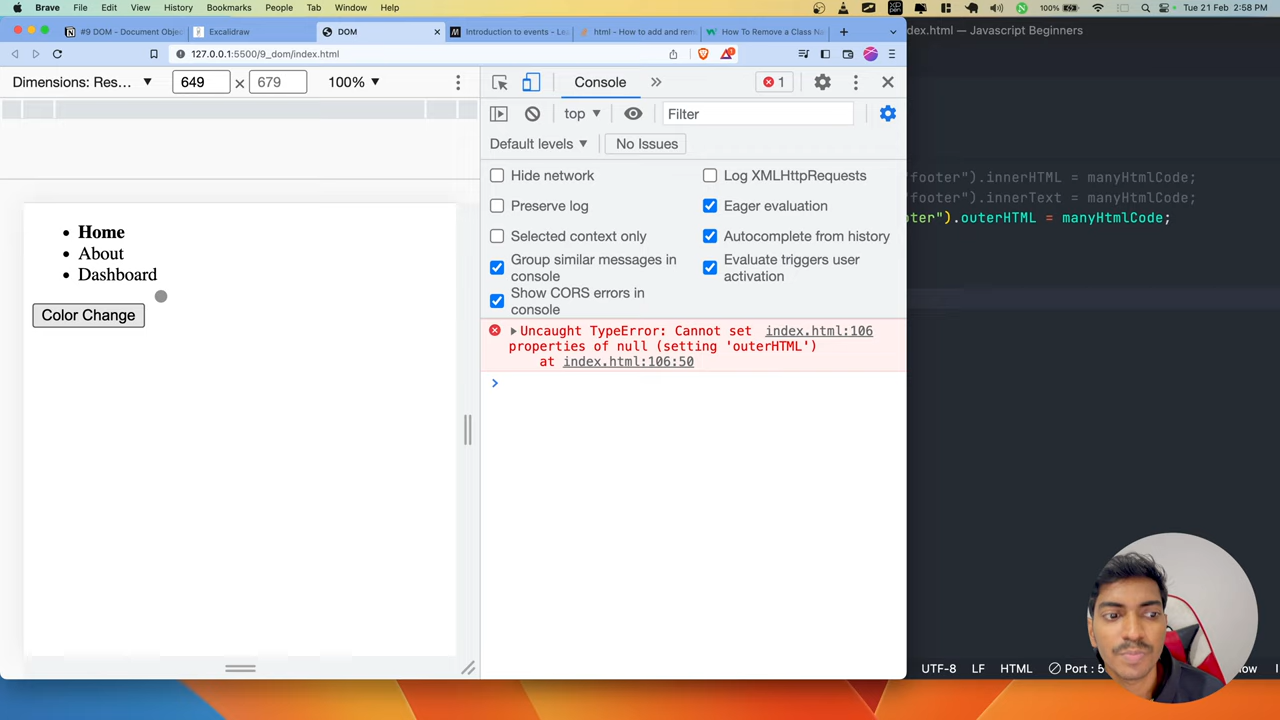 Brave File Edit View History Bookmarks People Tab Window Help 100% Tue 21 Feb 2:58 PM
#9 DOM - Document Objec Excalidraw DOM Introduction to events - Lea html - How to add and rem How To Remove a Class Na
dex.html — Javascript Beginners
127.0.0.1:5500/9_dom/index.html
Dimensions: Res... 649 × 679 100% Console » 1
top Filter
Default levels No Issues
Hide network Log XMLHttpRequests
"footer").innerHTML = manyHtmlCode;
Preserve log Eager evaluation
"footer").innerText = manyHtmlCode;
oter").outerHTML = manyHtmlCode;
Selected context only Autocomplete from history
Group similar messages in console Evaluate triggers user activation
Show CORS errors in console
Home
About
Dashboard
Color Change
Uncaught TypeError: Cannot set index.html:106
properties of null (setting 'outerHTML')
at index.html:106:50
UTF-8 LF HTML Port : 5